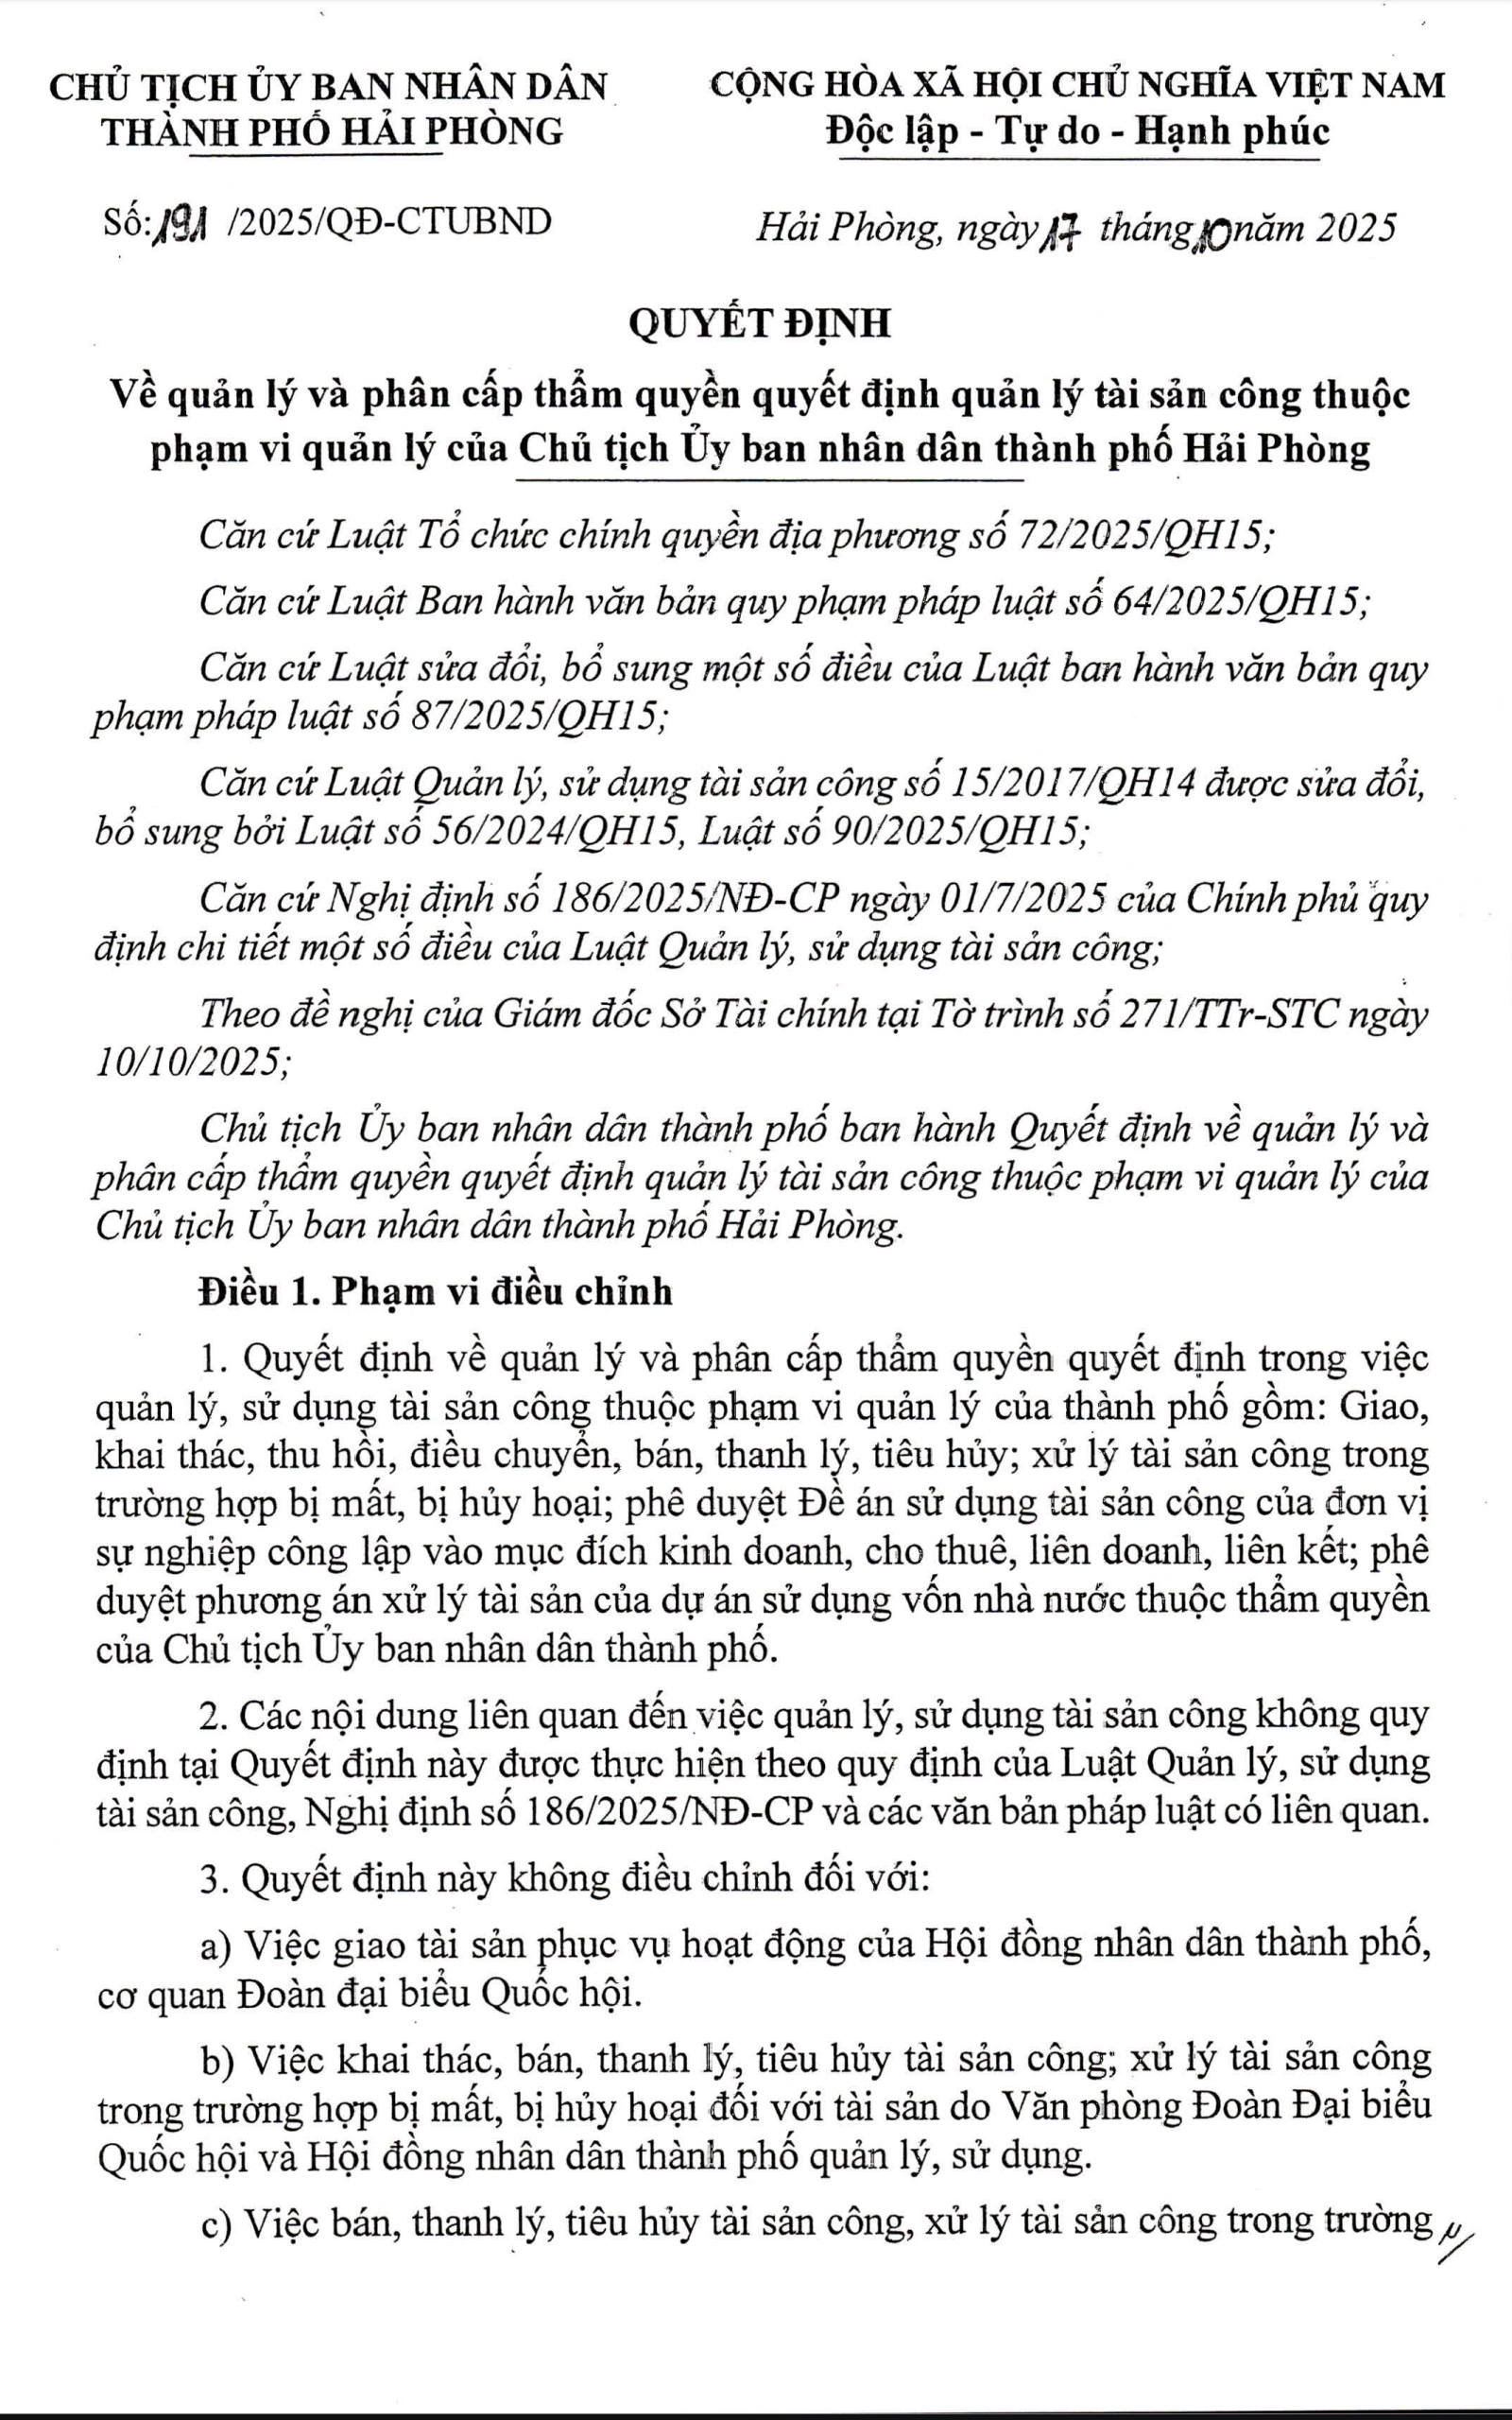 CHỦ TỊCH ỦY BAN NHÂN DÂN
THÀNH PHỐ HẢI PHÒNG
CỘNG HÒA XÃ HỘI CHỦ NGHĨA VIỆT NAM
Độc lập - Tự do - Hạnh phúc
Số: 191 /2025/QĐ-CTUBND
Hải Phòng, ngày 17 tháng 10 năm 2025
QUYẾT ĐỊNH
Về quản lý và phân cấp thẩm quyền quyết định quản lý tài sản công thuộc
phạm vi quản lý của Chủ tịch Ủy ban nhân dân thành phố Hải Phòng
Căn cứ Luật Tổ chức chính quyền địa phương số 72/2025/QH15;
Căn cứ Luật Ban hành văn bản quy phạm pháp luật số 64/2025/QH15;
Căn cứ Luật sửa đổi, bổ sung một số điều của Luật ban hành văn bản quy
phạm pháp luật số 87/2025/QH15;
Căn cứ Luật Quản lý, sử dụng tài sản công số 15/2017/QH14 được sửa đổi,
bổ sung bởi Luật số 56/2024/QH15, Luật số 90/2025/QH15;
Căn cứ Nghị định số 186/2025/NĐ-CP ngày 01/7/2025 của Chính phủ quy
định chi tiết một số điều của Luật Quản lý, sử dụng tài sản công;
Theo đề nghị của Giám đốc Sở Tài chính tại Tờ trình số 271/TTr-STC ngày
10/10/2025;
Chủ tịch Ủy ban nhân dân thành phố ban hành Quyết định về quản lý và
phân cấp thẩm quyền quyết định quản lý tài sản công thuộc phạm vi quản lý của
Chủ tịch Ủy ban nhân dân thành phố Hải Phòng.
Điều 1. Phạm vi điều chỉnh
1. Quyết định về quản lý và phân cấp thẩm quyền quyết định trong việc
quản lý, sử dụng tài sản công thuộc phạm vi quản lý của thành phố gồm: Giao,
khai thác, thu hồi, điều chuyển, bán, thanh lý, tiêu hủy; xử lý tài sản công trong
trường hợp bị mất, bị hủy hoại; phê duyệt Đề án sử dụng tài sản công của đơn vị
sự nghiệp công lập vào mục đích kinh doanh, cho thuê, liên doanh, liên kết; phê
duyệt phương án xử lý tài sản của dự án sử dụng vốn nhà nước thuộc thẩm quyền
của Chủ tịch Ủy ban nhân dân thành phố.
2. Các nội dung liên quan đến việc quản lý, sử dụng tài sản công không quy
định tại Quyết định này được thực hiện theo quy định của Luật Quản lý, sử dụng
tài sản công, Nghị định số 186/2025/NĐ-CP và các văn bản pháp luật có liên quan.
3. Quyết định này không điều chỉnh đối với:
a) Việc giao tài sản phục vụ hoạt động của Hội đồng nhân dân thành phố,
cơ quan Đoàn đại biểu Quốc hội.
b) Việc khai thác, bán, thanh lý, tiêu hủy tài sản công; xử lý tài sản công
trong trường hợp bị mất, bị hủy hoại đối với tài sản do Văn phòng Đoàn Đại biểu
Quốc hội và Hội đồng nhân dân thành phố quản lý, sử dụng.
c) Việc bán, thanh lý, tiêu hủy tài sản công, xử lý tài sản công trong trường